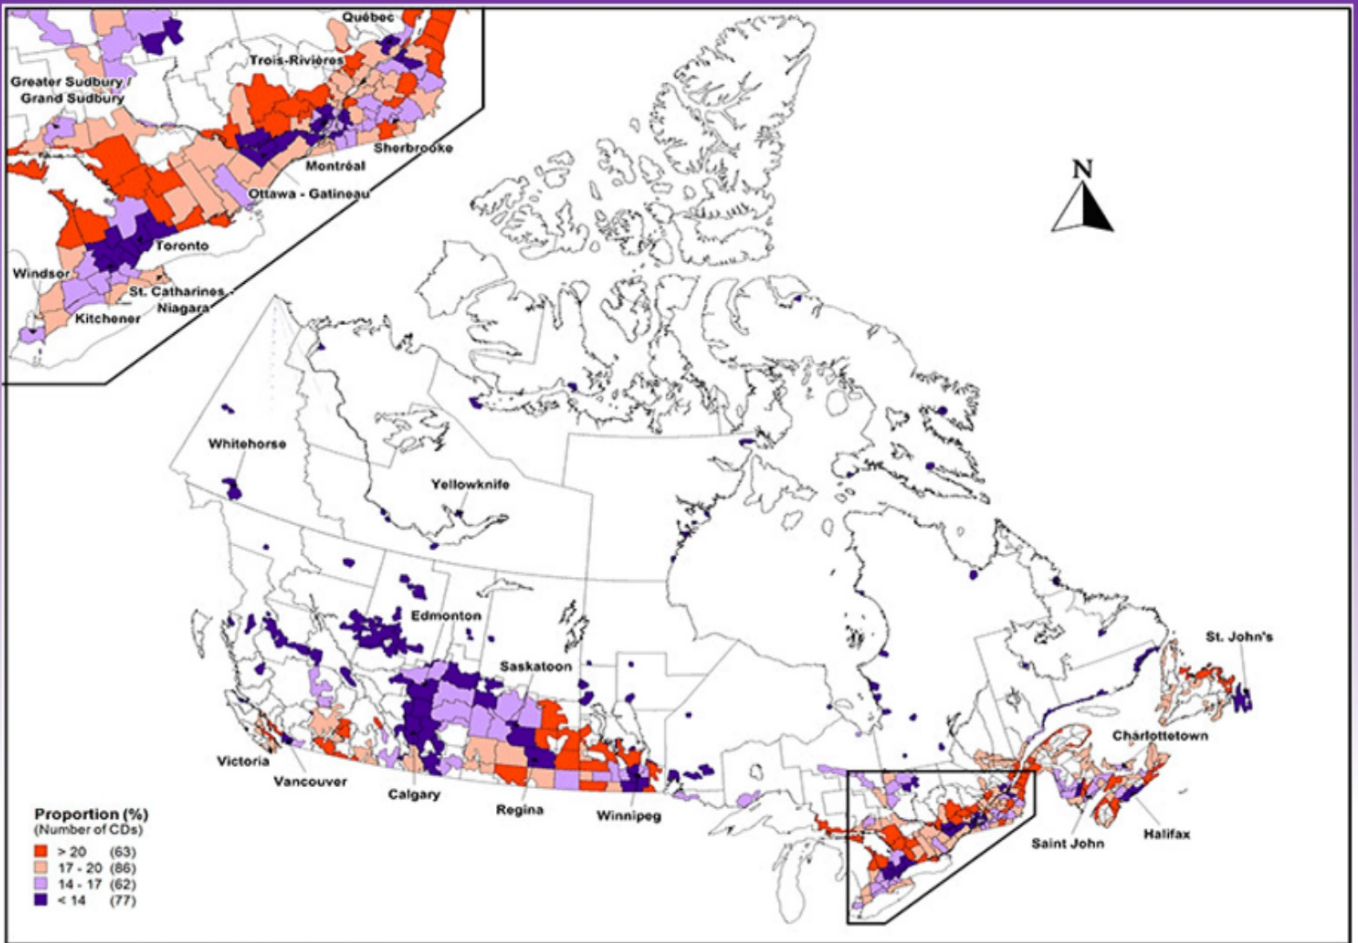 Québec
Trois-Rivières
Greater Sudbury /
Grand Sudbury
Sherbrooke
Montréal
Ottawa - Gatineau
Toronto
Windsor
St. Catharines -
Niagara
Kitchener
N
Whitehorse
Yellowknife
Edmonton
Saskatoon
St. John's
Charlottetown
Victoria
Vancouver
Calgary
Regina
Winnipeg
Saint John
Halifax
Proportion (%)
(Number of CDs)
> 20 (63)
17 - 20 (86)
14 - 17 (62)
< 14 (77)